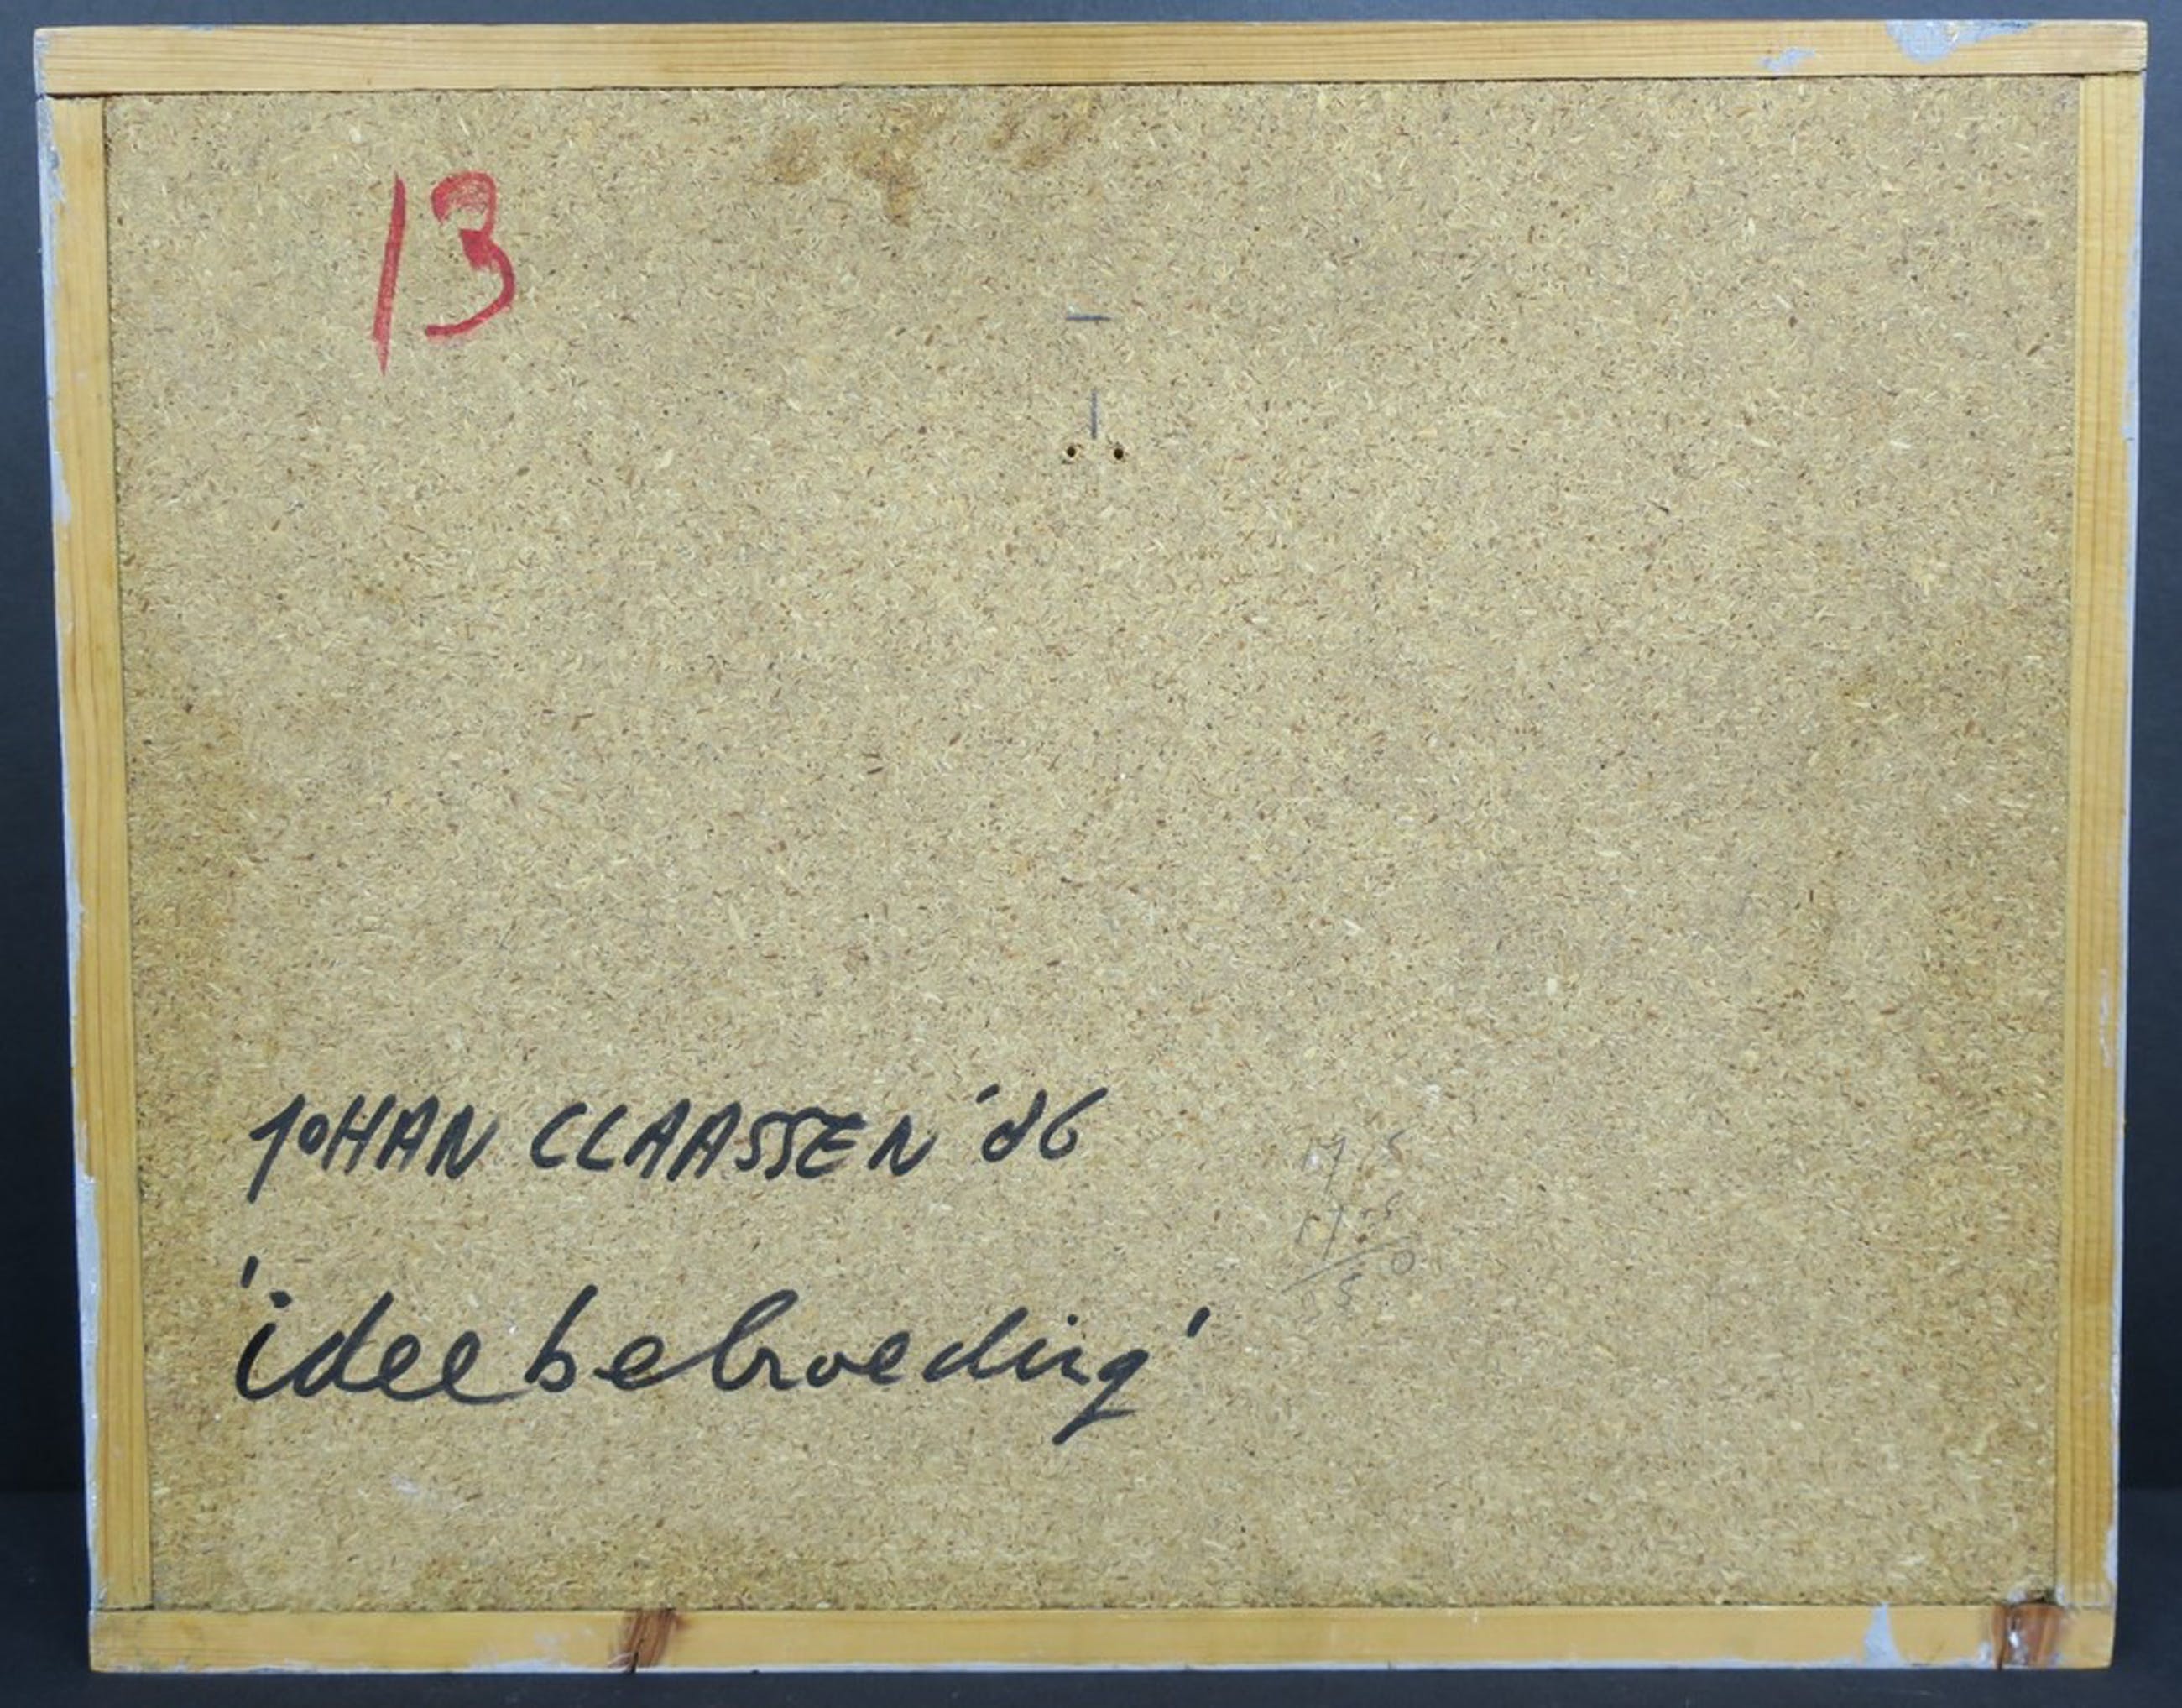 13
JOHAN CLAASSEN '86
'ideebebroeding'